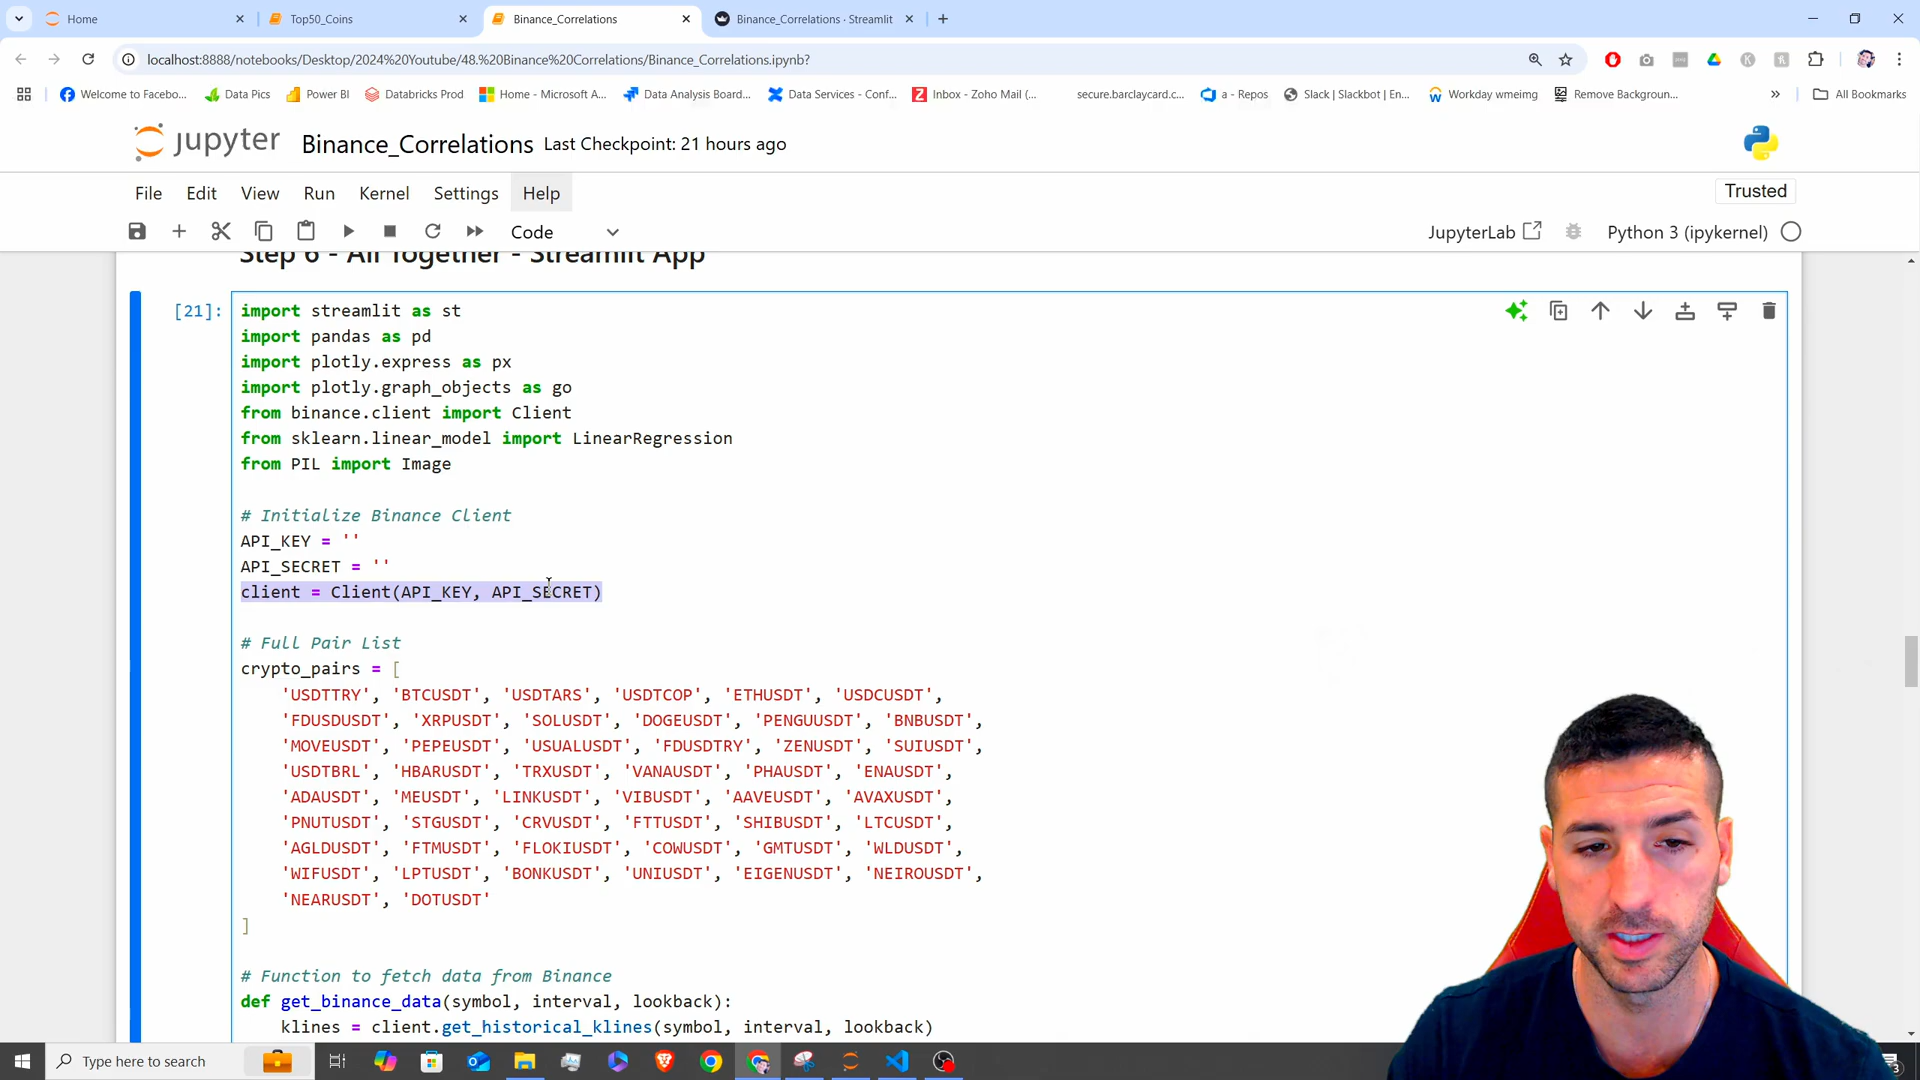 Home
Top50_Coins
Binance_Correlations
Binance_Correlations · Streamlit
localhost:8888/notebooks/Desktop/2024%20Youtube/48.%20Binance%20Correlations/Binance_Correlations.ipynb?
Welcome to Facebo...
Data Pics
Power BI
Databricks Prod
Home - Microsoft A...
Data Analysis Board...
Data Services - Conf...
Inbox - Zoho Mail (...
secure.barclaycard.c...
a - Repos
Slack | Slackbot | En...
Workday wmeimg
Remove Backgroun...
All Bookmarks
jupyter Binance_Correlations Last Checkpoint: 21 hours ago
File Edit View Run Kernel Settings Help
Trusted
Code
JupyterLab
Python 3 (ipykernel)
Step 6 - All Together - Streamlit App
[21]:
import streamlit as st
import pandas as pd
import plotly.express as px
import plotly.graph_objects as go
from binance.client import Client
from sklearn.linear_model import LinearRegression
from PIL import Image
# Initialize Binance Client
API_KEY = ''
API_SECRET = ''
client = Client(API_KEY, API_SECRET)
# Full Pair List
crypto_pairs = [
'USDTTRY', 'BTCUSDT', 'USDTARS', 'USDTCOP', 'ETHUSDT', 'USDCUSDT',
'FDUSDUSDT', 'XRPUSDT', 'SOLUSDT', 'DOGEUSDT', 'PENGUUSDT', 'BNBUSDT',
'MOVEUSDT', 'PEPEUSDT', 'USUALUSDT', 'FDUSDTRY', 'ZENUSDT', 'SUIUSDT',
'USDTBRL', 'HBARUSDT', 'TRXUSDT', 'VANAUSDT', 'PHAUSDT', 'ENAUSDT',
'ADAUSDT', 'MEUSDT', 'LINKUSDT', 'VIBUSDT', 'AAVEUSDT', 'AVAXUSDT',
'PNUTUSDT', 'STGUSDT', 'CRVUSDT', 'FTTUSDT', 'SHIBUSDT', 'LTCUSDT',
'AGLDUSDT', 'FTMUSDT', 'FLOKIUSDT', 'COWUSDT', 'GMTUSDT', 'WLDUSDT',
'WIFUSDT', 'LPTUSDT', 'BONKUSDT', 'UNIUSDT', 'EIGENUSDT', 'NEIROUSDT',
'NEARUSDT', 'DOTUSDT'
]
# Function to fetch data from Binance
def get_binance_data(symbol, interval, lookback):
klines = client.get_historical_klines(symbol, interval, lookback)
Type here to search